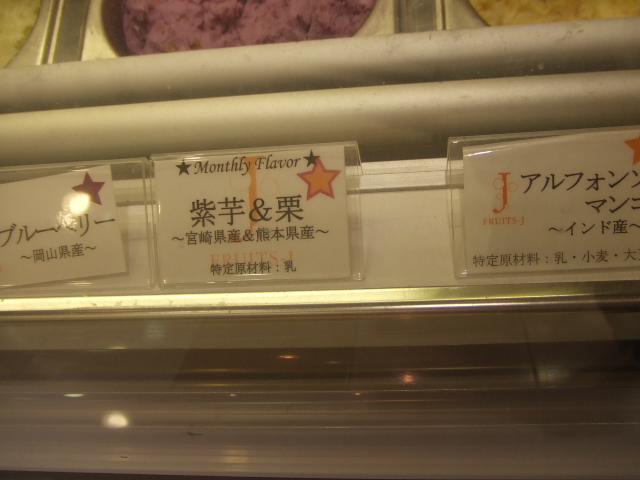 ブルーベリー
～岡山県産～
★Monthly Flavor★
紫芋＆栗
～宮崎県産＆熊本県産～
FRUITS-J
特定原材料：乳
J
FRUITS-J
アルフォンソ
マンゴ
～インド産～
特定原材料：乳・小麦・大